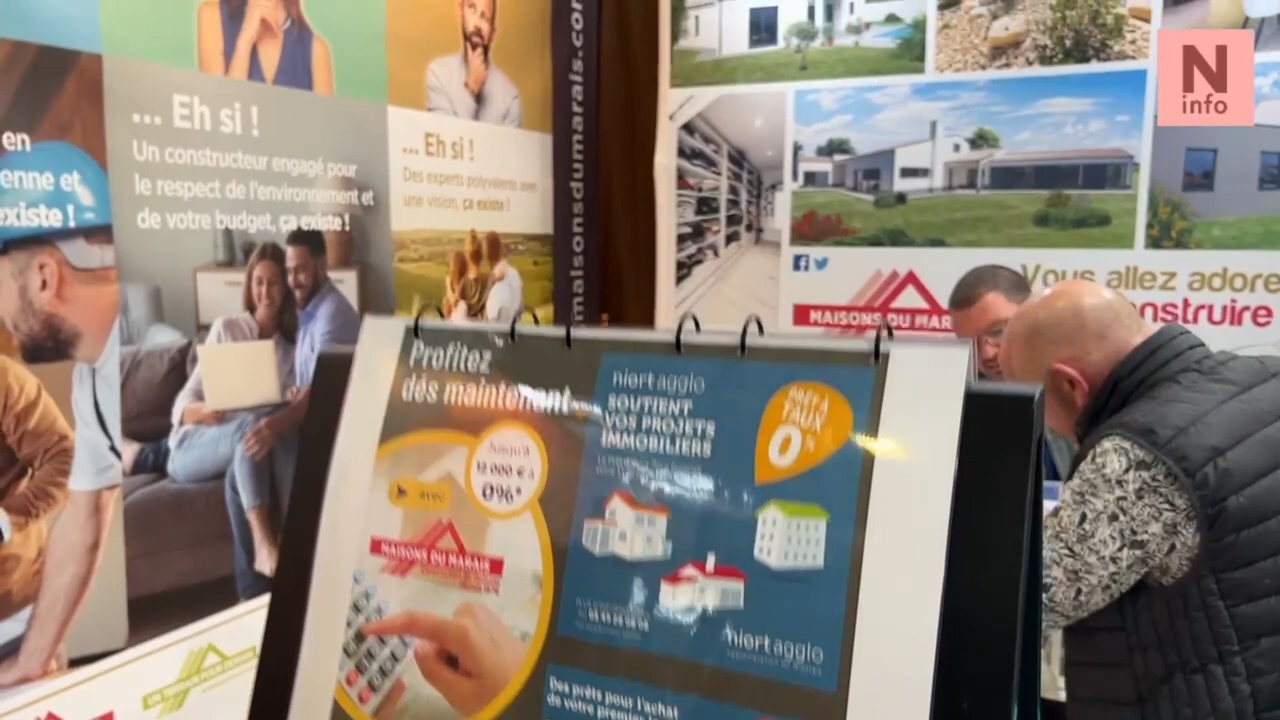 en
enne et
existe !
... Eh si !
Un constructeur engagé pour
le respect de l'environnement et
de votre budget, ça existe !
... Eh si !
Des experts polyvalents avec
une vision, ça existe !
maisonsdumarais.com
N
info
MAISONS DU MAR
Vous allez adore
onstruire
Profitez
dès maintenant
Jusqu'à
avec
MAISONS DU MARAIS
niort agglo
SOUTIENT
VOS PROJETS
IMMOBILIERS
PRÊT À
TAUX
0%
niort agglo
Des prêts pour l'achat
de votre premier